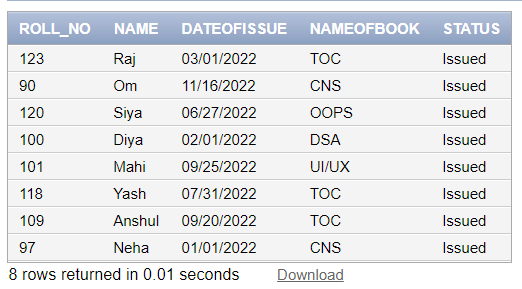 ROLL_NO NAME DATEOFISSUE NAMEOFBOOK STATUS
123 Raj 03/01/2022 TOC Issued
90 Om 11/16/2022 CNS Issued
120 Siya 06/27/2022 OOPS Issued
100 Diya 02/01/2022 DSA Issued
101 Mahi 09/25/2022 UI/UX Issued
118 Yash 07/31/2022 TOC Issued
109 Anshul 09/20/2022 TOC Issued
97 Neha 01/01/2022 CNS Issued
8 rows returned in 0.01 seconds Download